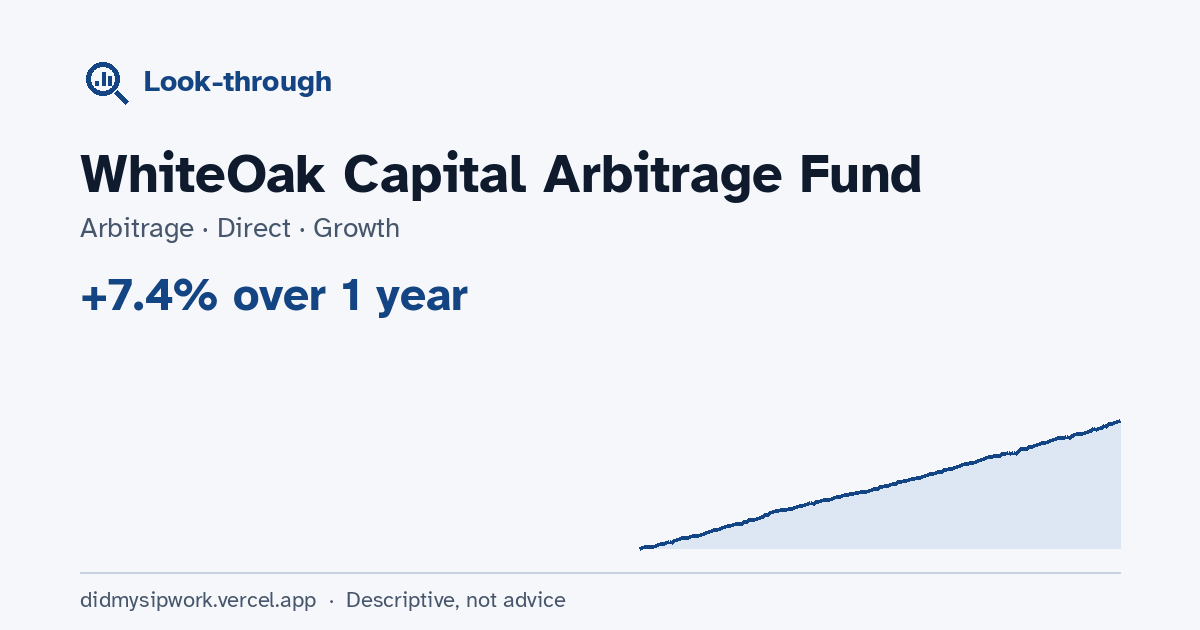 Look-through
WhiteOak Capital Arbitrage Fund
Arbitrage · Direct · Growth
+7.4% over 1 year
didmysipwork.vercel.app · Descriptive, not advice